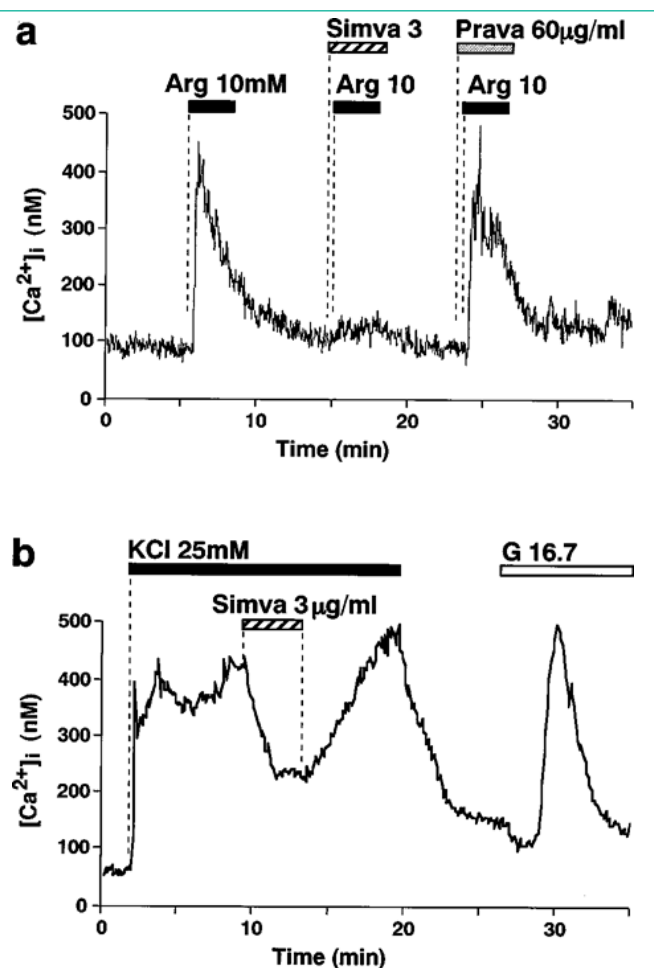 a
Simva 3
Prava 60μg/ml
Arg 10mM
Arg 10
Arg 10
500
400
300
200
100
0
[Ca2+]i (nM)
0
10
20
30
Time (min)
b
KCl 25mM
G 16.7
Simva 3μg/ml
500
400
300
200
100
0
[Ca2+]i (nM)
0
10
20
30
Time (min)